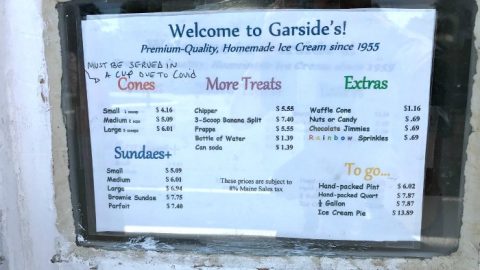 Welcome to Garside's!
Premium-Quality, Homemade Ice Cream since 1955
MUST BE SERVED IN
A CUP DUE TO COVID
Cones
Small 1 scoop $ 4.16
Medium 2 scoops $ 5.09
Large 3 scoops $ 6.01
Sundaes+
Small $ 5.09
Medium $ 6.01
Large $ 6.94
Brownie Sundae $ 7.75
Parfait $ 7.40
More Treats
Chipper $ 5.55
3-Scoop Banana Split $ 7.40
Frappe $ 5.55
Bottle of Water $ 1.39
Can soda $ 1.39
These prices are subject to
8% Maine Sales tax
Extras
Waffle Cone $1.16
Nuts or Candy $ .69
Chocolate Jimmies $ .69
Rainbow Sprinkles $ .69
To go...
Hand-packed Pint $ 6.02
Hand-packed Quart $ 7.87
½ Gallon $ 7.87
Ice Cream Pie $ 13.89